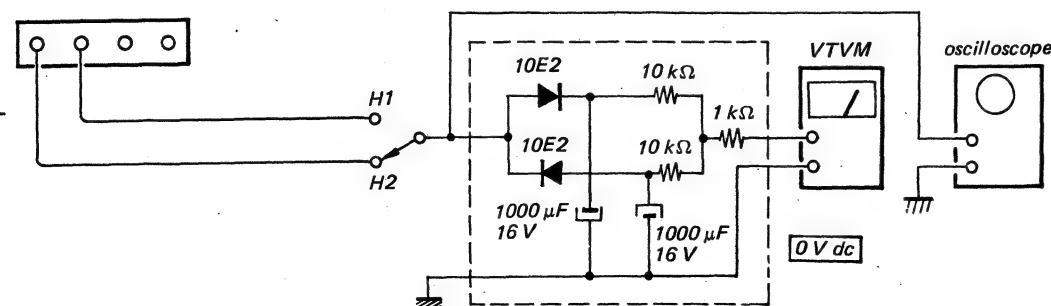 VTVM
oscilloscope
10E2
10 kΩ
1 kΩ
H1
10E2
10 kΩ
H2
1000 µF
16 V
1000 µF
16 V
0 V dc